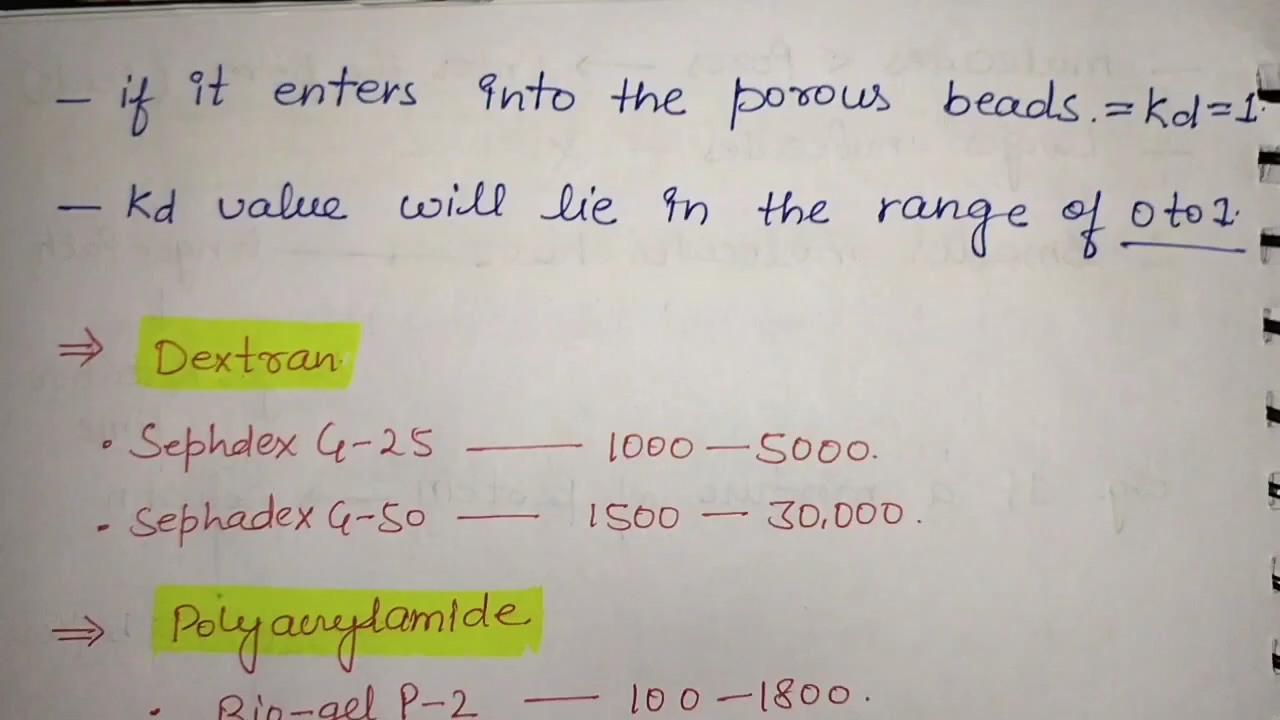 – if it enters into the porous beads. = Kd = 1.
– Kd value will lie in the range of 0 to 1.
⇒ Dextran
• Sephdex G-25 —— 1000 – 5000.
- Sephadex G-50 —— 1500 – 30,000.
⇒ Polyacrylamide
• Bio-gel P-2 —— 100 – 1800.